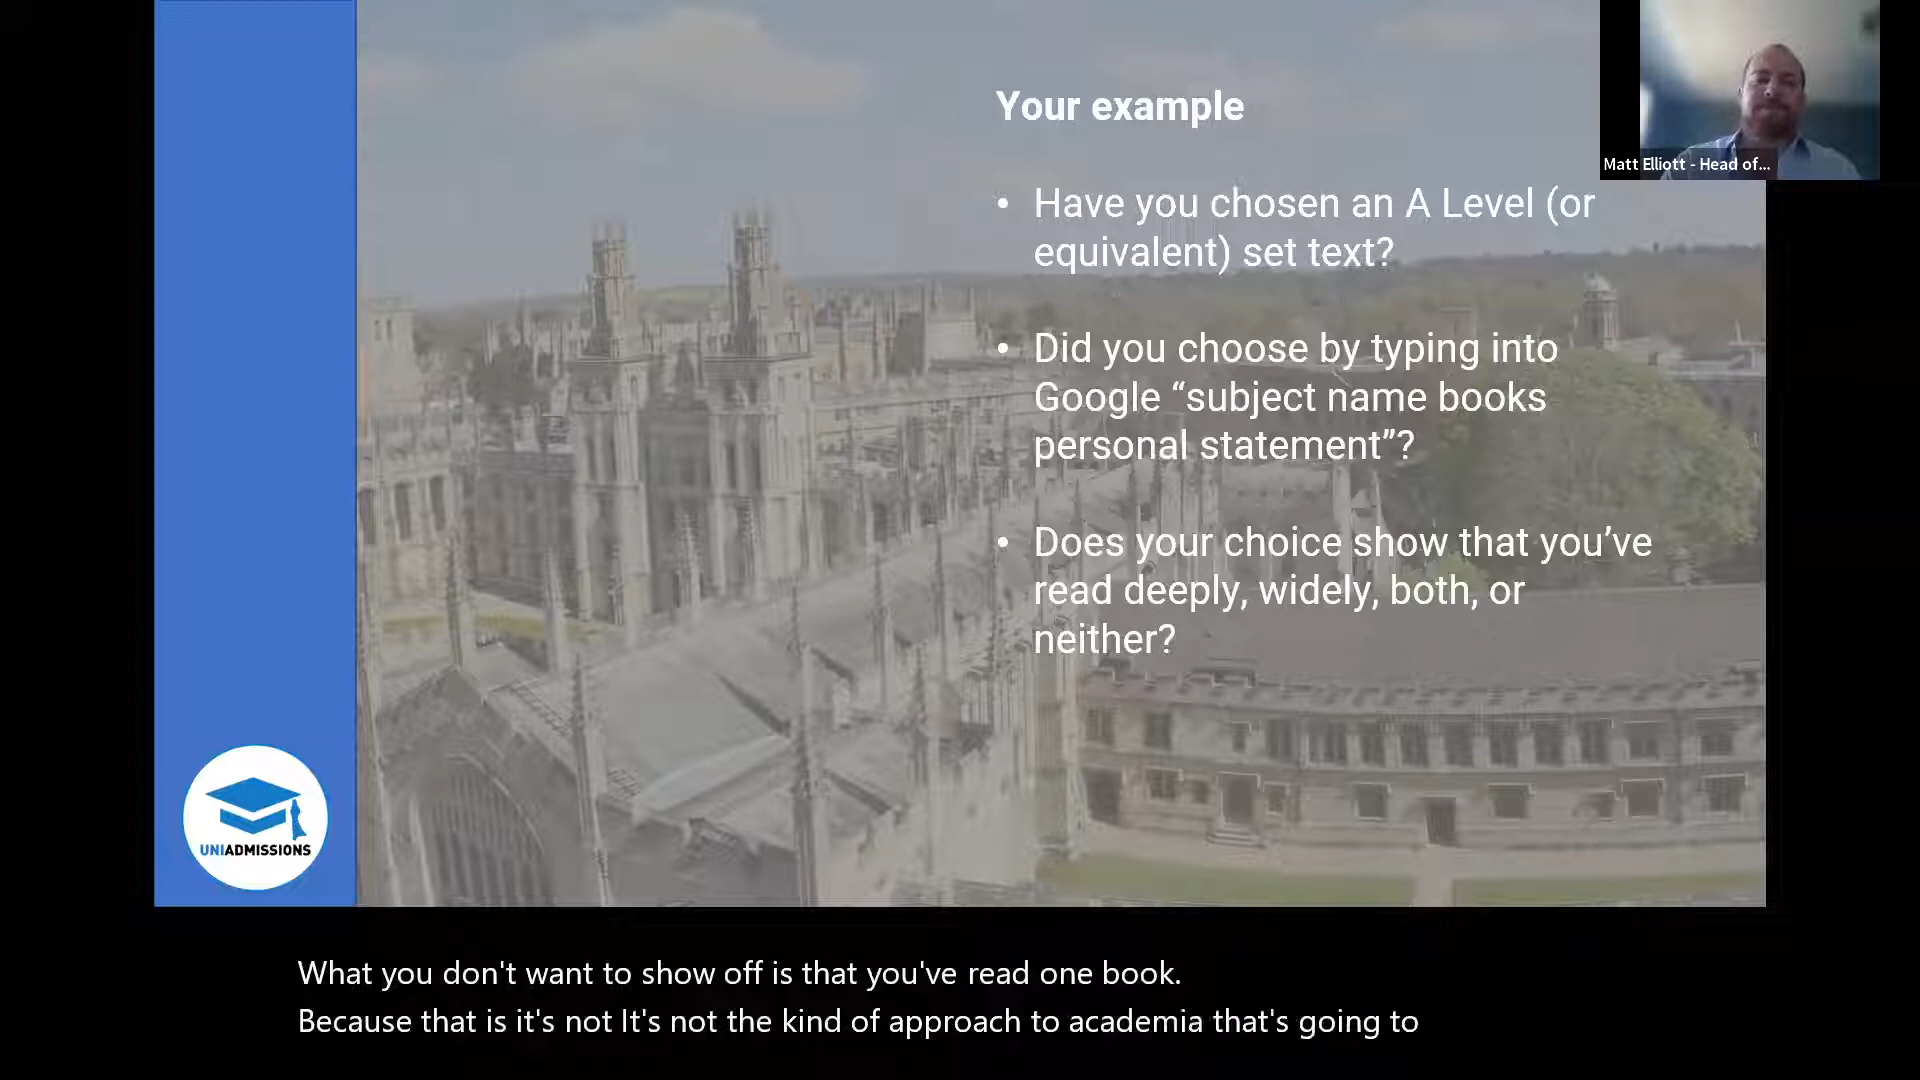 Your example
Matt Elliott - Head of...
• Have you chosen an A Level (or
equivalent) set text?
• Did you choose by typing into
Google “subject name books
personal statement”?
• Does your choice show that you’ve
read deeply, widely, both, or
neither?
UNIADMISSIONS
What you don't want to show off is that you've read one book.
Because that is it's not It's not the kind of approach to academia that's going to